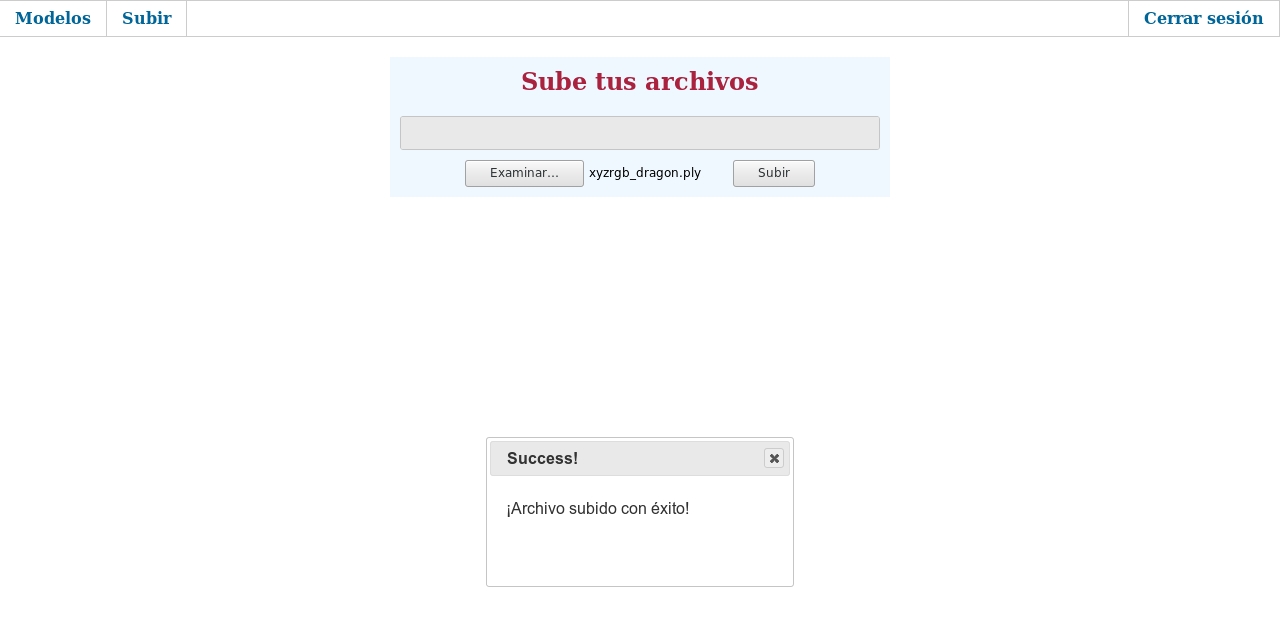 Modelos Subir Cerrar sesión
Sube tus archivos
Examinar... xyzrgb_dragon.ply Subir
Success!
¡Archivo subido con éxito!